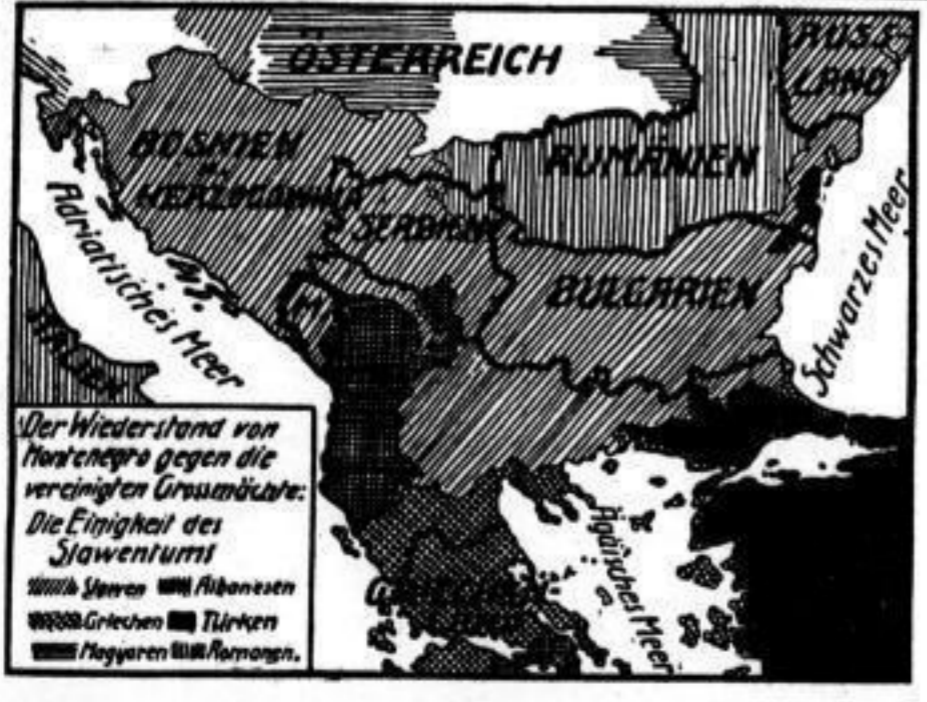 ÖSTERREICH
RUSS-
LAND
BOSNIEN
U.
HERZEGOWINA
RUMÄNIEN
SERBIEN
Adriatisches Meer
BULGARIEN
M
Schwarzes Meer
ITALIEN
Der Wiederstand von
Montenegro gegen die
vereinigten Grossmächte:
Die Einigkeit des
Slawentums
Slawen Albanesen
Griechen Türken
Magyaren Romanen.
Ägäisches Meer